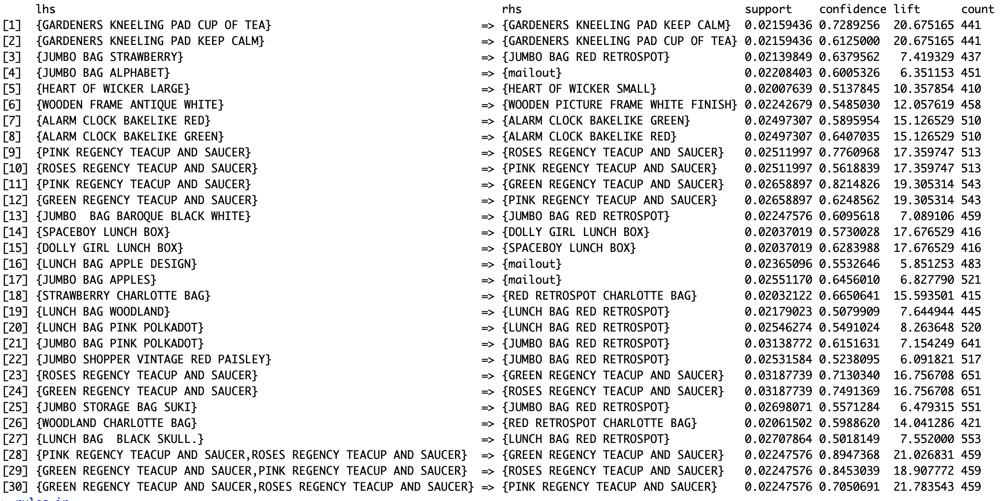 lhs rhs support confidence lift count
[1] {GARDENERS KNEELING PAD CUP OF TEA} => {GARDENERS KNEELING PAD KEEP CALM} 0.02159436 0.7289256 20.675165 441
[2] {GARDENERS KNEELING PAD KEEP CALM} => {GARDENERS KNEELING PAD CUP OF TEA} 0.02159436 0.6125000 20.675165 441
[3] {JUMBO BAG STRAWBERRY} => {JUMBO BAG RED RETROSPOT} 0.02139849 0.6379562 7.419329 437
[4] {JUMBO BAG ALPHABET} => {mailout} 0.02208403 0.6005326 6.351153 451
[5] {HEART OF WICKER LARGE} => {HEART OF WICKER SMALL} 0.02007639 0.5137845 10.357854 410
[6] {WOODEN FRAME ANTIQUE WHITE} => {WOODEN PICTURE FRAME WHITE FINISH} 0.02242679 0.5485030 12.057619 458
[7] {ALARM CLOCK BAKELIKE RED} => {ALARM CLOCK BAKELIKE GREEN} 0.02497307 0.5895954 15.126529 510
[8] {ALARM CLOCK BAKELIKE GREEN} => {ALARM CLOCK BAKELIKE RED} 0.02497307 0.6407035 15.126529 510
[9] {PINK REGENCY TEACUP AND SAUCER} => {ROSES REGENCY TEACUP AND SAUCER} 0.02511997 0.7760968 17.359747 513
[10] {ROSES REGENCY TEACUP AND SAUCER} => {PINK REGENCY TEACUP AND SAUCER} 0.02511997 0.5618839 17.359747 513
[11] {PINK REGENCY TEACUP AND SAUCER} => {GREEN REGENCY TEACUP AND SAUCER} 0.02658897 0.8214826 19.305314 543
[12] {GREEN REGENCY TEACUP AND SAUCER} => {PINK REGENCY TEACUP AND SAUCER} 0.02658897 0.6248562 19.305314 543
[13] {JUMBO  BAG BAROQUE BLACK WHITE} => {JUMBO BAG RED RETROSPOT} 0.02247576 0.6095618 7.089106 459
[14] {SPACEBOY LUNCH BOX} => {DOLLY GIRL LUNCH BOX} 0.02037019 0.5730028 17.676529 416
[15] {DOLLY GIRL LUNCH BOX} => {SPACEBOY LUNCH BOX} 0.02037019 0.6283988 17.676529 416
[16] {LUNCH BAG APPLE DESIGN} => {mailout} 0.02365096 0.5532646 5.851253 483
[17] {JUMBO BAG APPLES} => {mailout} 0.02551170 0.6456010 6.827790 521
[18] {STRAWBERRY CHARLOTTE BAG} => {RED RETROSPOT CHARLOTTE BAG} 0.02032122 0.6650641 15.593501 415
[19] {LUNCH BAG WOODLAND} => {LUNCH BAG RED RETROSPOT} 0.02179023 0.5079909 7.644944 445
[20] {LUNCH BAG PINK POLKADOT} => {LUNCH BAG RED RETROSPOT} 0.02546274 0.5491024 8.263648 520
[21] {JUMBO BAG PINK POLKADOT} => {JUMBO BAG RED RETROSPOT} 0.03138772 0.6151631 7.154249 641
[22] {JUMBO SHOPPER VINTAGE RED PAISLEY} => {JUMBO BAG RED RETROSPOT} 0.02531584 0.5238095 6.091821 517
[23] {ROSES REGENCY TEACUP AND SAUCER} => {GREEN REGENCY TEACUP AND SAUCER} 0.03187739 0.7130340 16.756708 651
[24] {GREEN REGENCY TEACUP AND SAUCER} => {ROSES REGENCY TEACUP AND SAUCER} 0.03187739 0.7491369 16.756708 651
[25] {JUMBO STORAGE BAG SUKI} => {JUMBO BAG RED RETROSPOT} 0.02698071 0.5571284 6.479315 551
[26] {WOODLAND CHARLOTTE BAG} => {RED RETROSPOT CHARLOTTE BAG} 0.02061502 0.5988620 14.041286 421
[27] {LUNCH BAG  BLACK SKULL.} => {LUNCH BAG RED RETROSPOT} 0.02707864 0.5018149 7.552000 553
[28] {PINK REGENCY TEACUP AND SAUCER,ROSES REGENCY TEACUP AND SAUCER} => {GREEN REGENCY TEACUP AND SAUCER} 0.02247576 0.8947368 21.026831 459
[29] {GREEN REGENCY TEACUP AND SAUCER,PINK REGENCY TEACUP AND SAUCER} => {ROSES REGENCY TEACUP AND SAUCER} 0.02247576 0.8453039 18.907772 459
[30] {GREEN REGENCY TEACUP AND SAUCER,ROSES REGENCY TEACUP AND SAUCER} => {PINK REGENCY TEACUP AND SAUCER} 0.02247576 0.7050691 21.783543 459